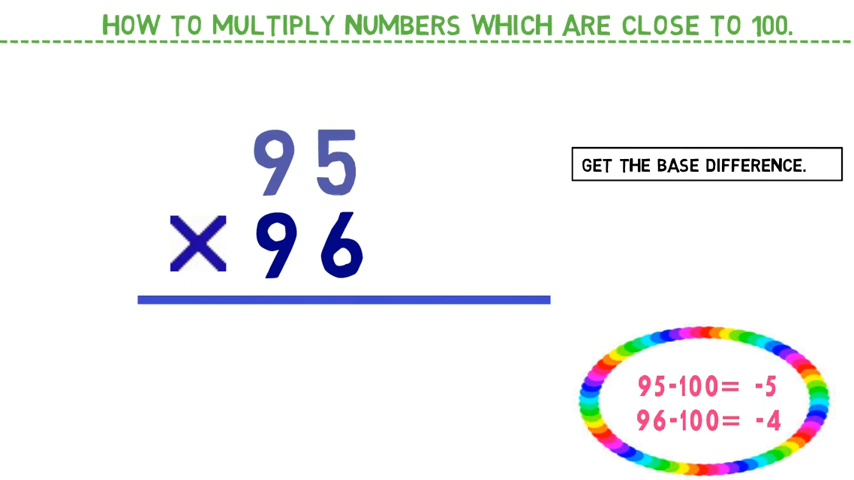 HOW TO MULTIPLY NUMBERS WHICH ARE CLOSE TO 100.
95
GET THE BASE DIFFERENCE.
× 96
95-100= -5
96-100= -4